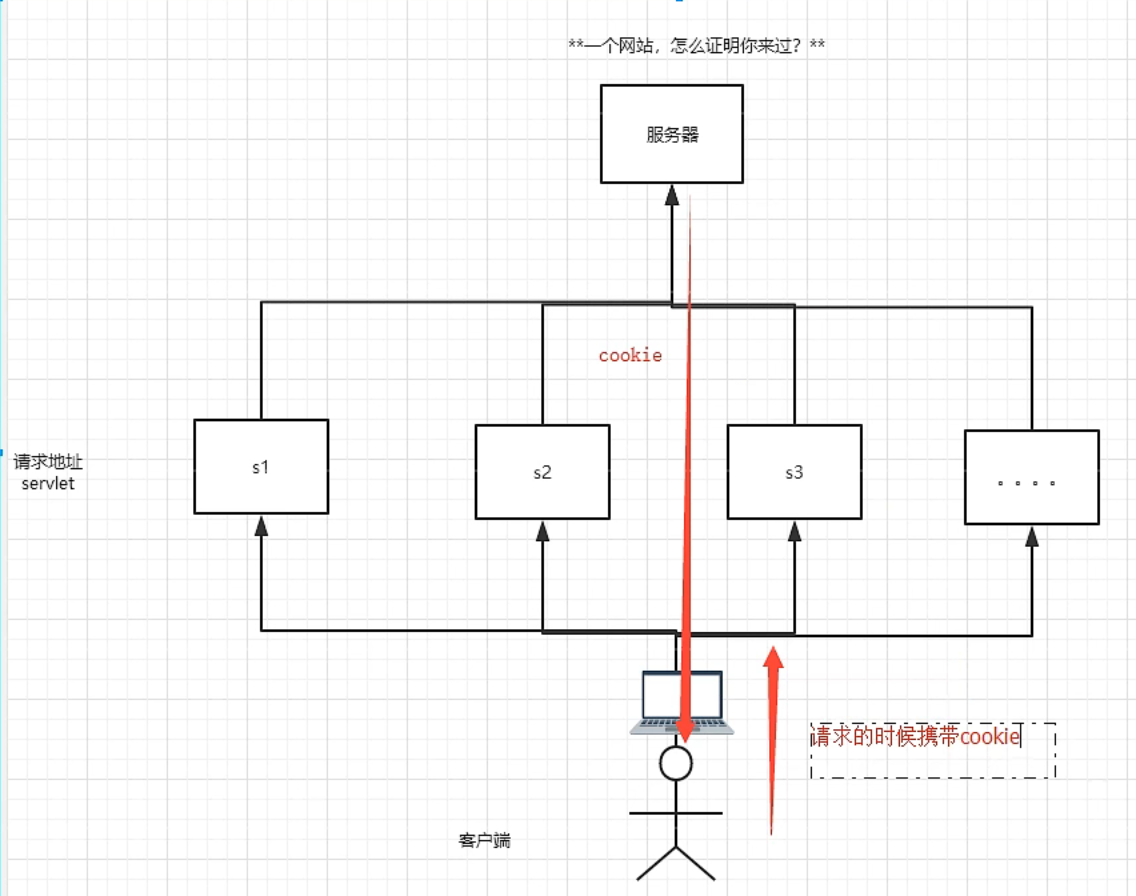 **一个网站，怎么证明你来过？**
服务器
cookie
s1
s2
s3
。。。。
请求地址
servlet
请求的时候携带cookie
客户端